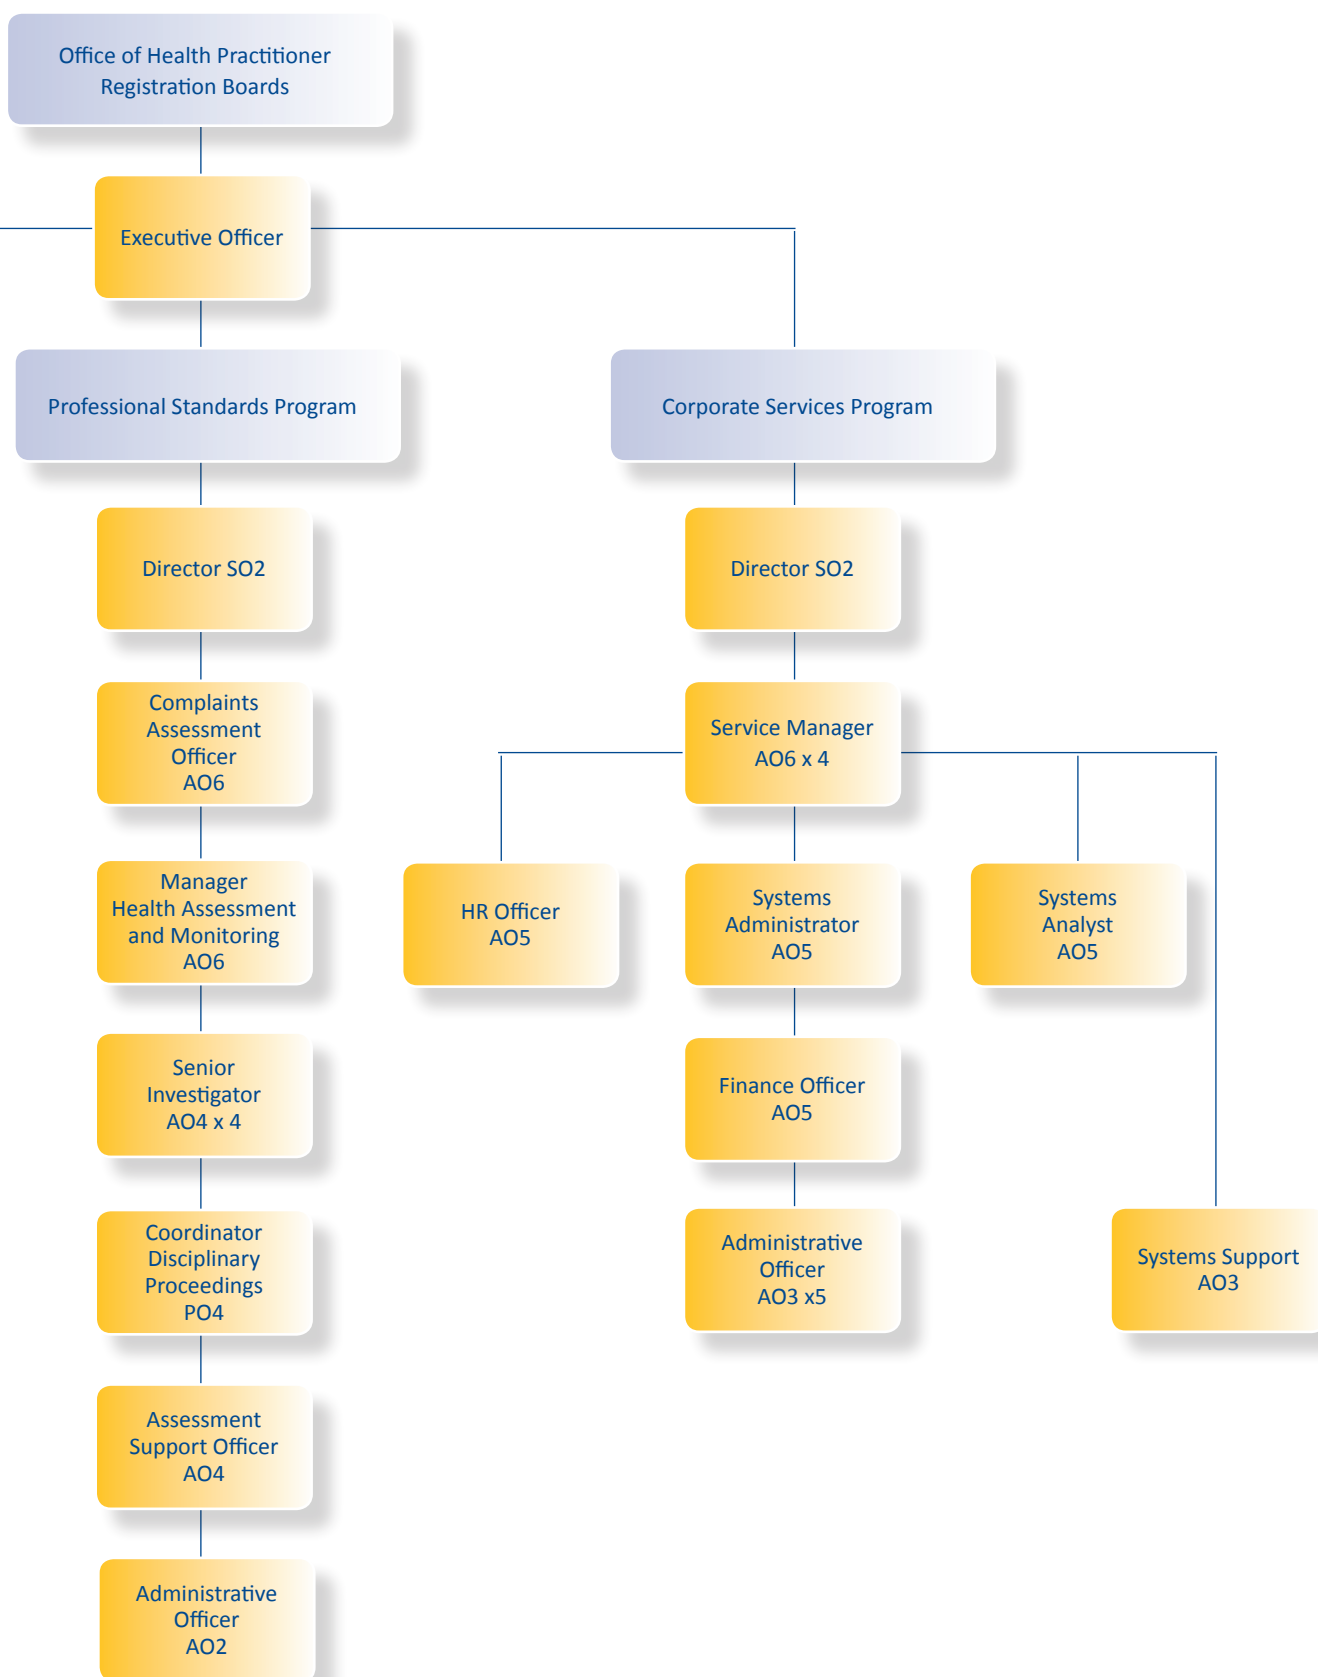 Office of Health Practitioner
Registration Boards
Executive Officer
Professional Standards Program
Corporate Services Program
Director SO2
Director SO2
Complaints
Assessment
Officer
AO6
Service Manager
AO6 x 4
Manager
Health Assessment
and Monitoring
AO6
HR Officer
AO5
Systems
Administrator
AO5
Systems
Analyst
AO5
Senior
Investigator
AO4 x 4
Finance Officer
AO5
Coordinator
Disciplinary
Proceedings
PO4
Administrative
Officer
AO3 x5
Systems Support
AO3
Assessment
Support Officer
AO4
Administrative
Officer
AO2